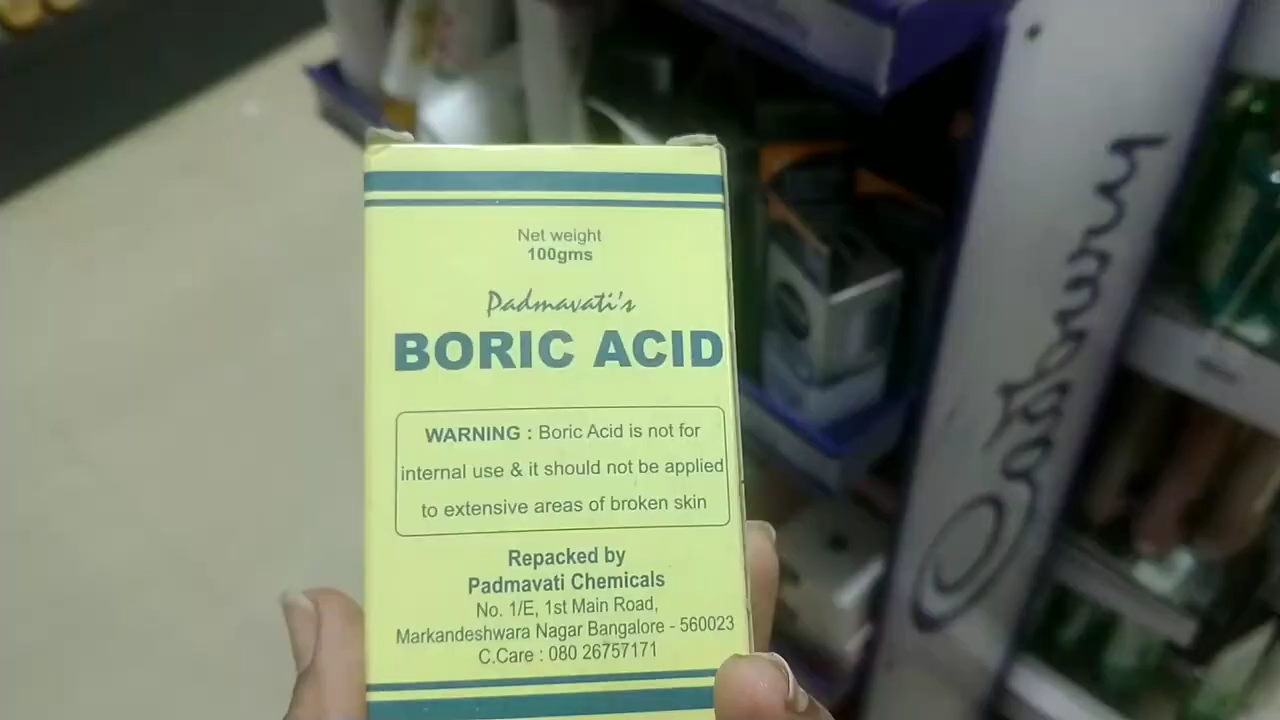 Net weight
100gms
Padmavati's
BORIC ACID
WARNING : Boric Acid is not for
internal use & it should not be applied
to extensive areas of broken skin
Repacked by
Padmavati Chemicals
No. 1/E, 1st Main Road,
Markandeshwara Nagar Bangalore - 560023
C.Care : 080 26757171